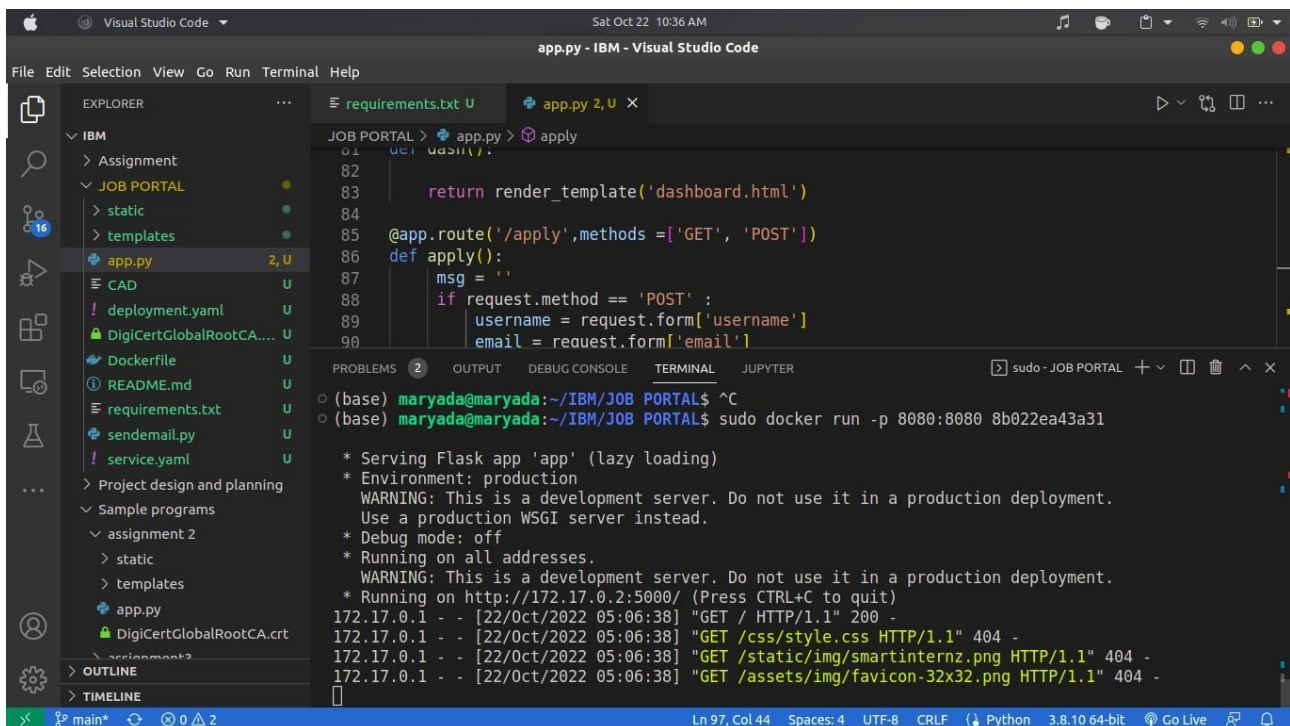 Visual Studio Code
Sat Oct 22 10:36 AM
app.py - IBM - Visual Studio Code
File Edit Selection View Go Run Terminal Help
EXPLORER
IBM
> Assignment
JOB PORTAL
> static
> templates
app.py 2, U
CAD U
! deployment.yaml U
DigiCertGlobalRootCA.... U
Dockerfile U
README.md U
requirements.txt U
sendemail.py U
! service.yaml U
> Project design and planning
Sample programs
assignment 2
> static
> templates
app.py
DigiCertGlobalRootCA.crt
> assignment3
> OUTLINE
> TIMELINE
16
requirements.txt U
app.py 2, U ×
JOB PORTAL > app.py > apply
81 def dash():
82
83 return render_template('dashboard.html')
84
85 @app.route('/apply',methods =['GET', 'POST'])
86 def apply():
87 msg = ''
88 if request.method == 'POST' :
89 username = request.form['username']
90 email = request.form['email']
PROBLEMS 2 OUTPUT DEBUG CONSOLE TERMINAL JUPYTER
sudo - JOB PORTAL
(base) maryada@maryada:~/IBM/JOB PORTAL$ ^C
(base) maryada@maryada:~/IBM/JOB PORTAL$ sudo docker run -p 8080:8080 8b022ea43a31
* Serving Flask app 'app' (lazy loading)
* Environment: production
WARNING: This is a development server. Do not use it in a production deployment.
Use a production WSGI server instead.
* Debug mode: off
* Running on all addresses.
WARNING: This is a development server. Do not use it in a production deployment.
* Running on http://172.17.0.2:5000/ (Press CTRL+C to quit)
172.17.0.1 - - [22/Oct/2022 05:06:38] "GET / HTTP/1.1" 200 -
172.17.0.1 - - [22/Oct/2022 05:06:38] "GET /css/style.css HTTP/1.1" 404 -
172.17.0.1 - - [22/Oct/2022 05:06:38] "GET /static/img/smartinternz.png HTTP/1.1" 404 -
172.17.0.1 - - [22/Oct/2022 05:06:38] "GET /assets/img/favicon-32x32.png HTTP/1.1" 404 -
main* 0 2
Ln 97, Col 44 Spaces: 4 UTF-8 CRLF Python 3.8.10 64-bit Go Live